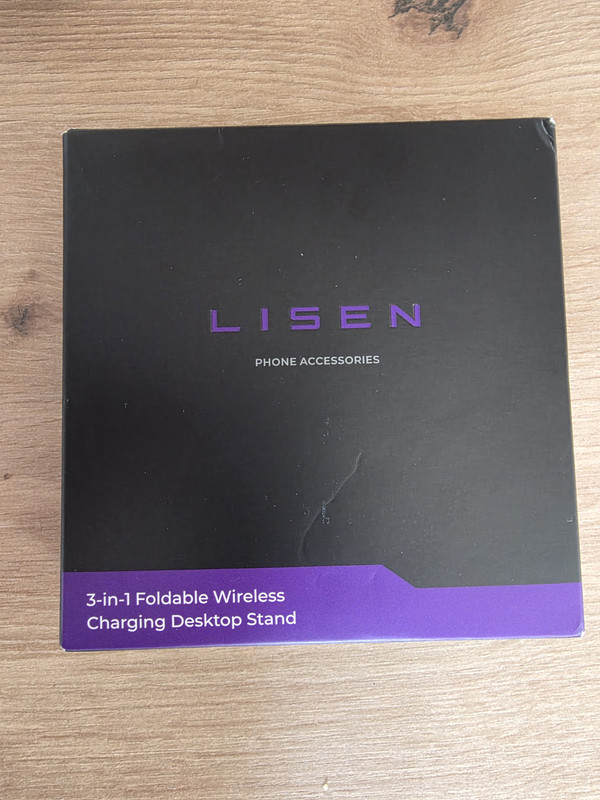 LISEN
PHONE ACCESSORIES
3-in-1 Foldable Wireless
Charging Desktop Stand